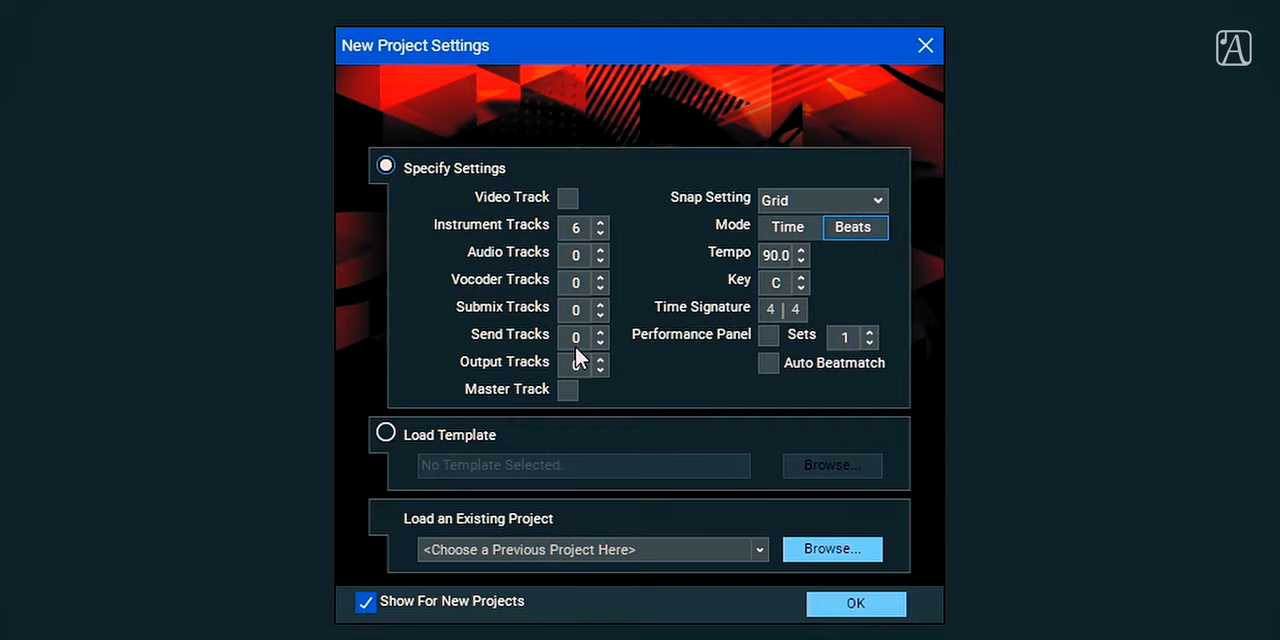 New Project Settings
A
Specify Settings
Video Track
Instrument Tracks 6
Audio Tracks 0
Vocoder Tracks 0
Submix Tracks 0
Send Tracks 0
Output Tracks
Master Track
Snap Setting Grid
Mode Time Beats
Tempo 90.0
Key C
Time Signature 4 | 4
Performance Panel Sets 1
Auto Beatmatch
Load Template
No Template Selected. Browse...
Load an Existing Project
<Choose a Previous Project Here> Browse...
Show For New Projects OK